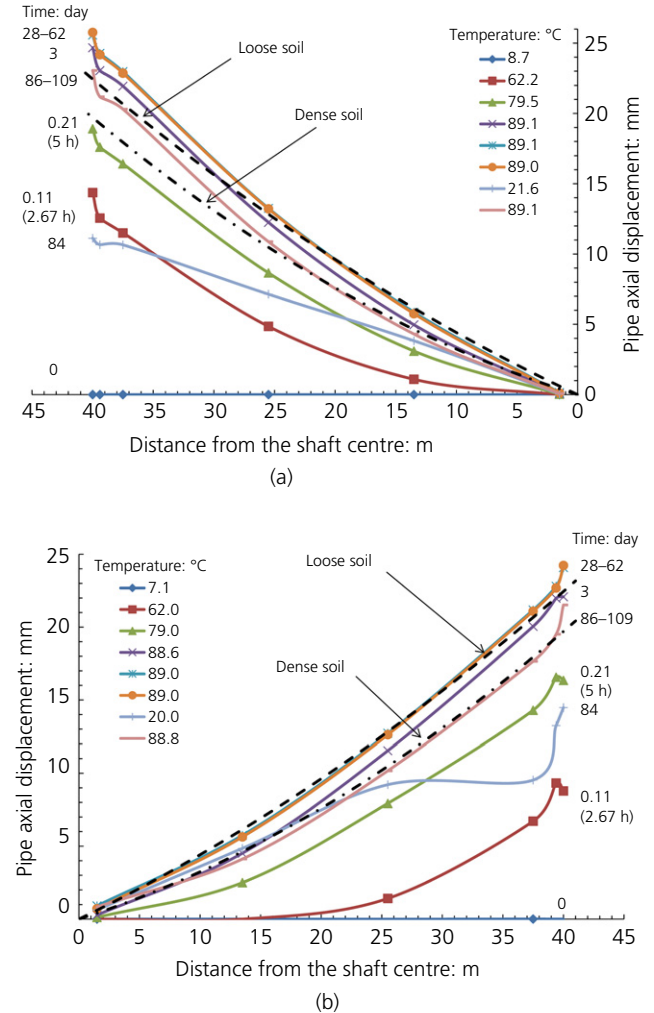 Time: day
28–62
3
86–109
0.21
(5 h)
0.11
(2.67 h)
84
0
Loose soil
Dense soil
Temperature: °C
8.7
62.2
79.5
89.1
89.1
89.0
21.6
89.1
25
20
15
10
5
0
Pipe axial displacement: mm
45 40 35 30 25 20 15 10 5 0
Distance from the shaft centre: m
(a)
25
20
15
10
5
0
Pipe axial displacement: mm
Temperature: °C
7.1
62.0
79.0
88.6
89.0
89.0
20.0
88.8
Loose soil
Dense soil
Time: day
28–62
3
86–109
0.21
(5 h)
84
0.11
(2.67 h)
0
0 5 10 15 20 25 30 35 40 45
Distance from the shaft centre: m
(b)